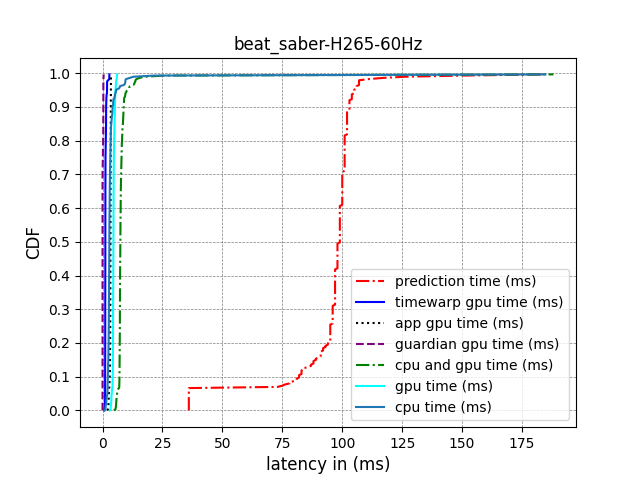 beat_saber-H265-60Hz
1.0
0.9
0.8
0.7
0.6
0.5
0.4
0.3
0.2
0.1
0.0
CDF
prediction time (ms)
timewarp gpu time (ms)
app gpu time (ms)
guardian gpu time (ms)
cpu and gpu time (ms)
gpu time (ms)
cpu time (ms)
0 25 50 75 100 125 150 175
latency in (ms)